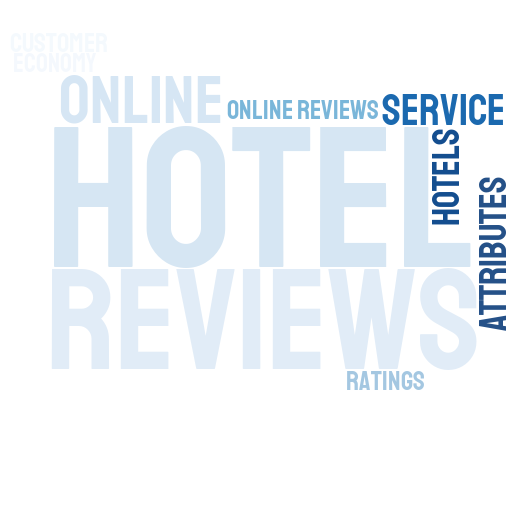 CUSTOMER
ECONOMY
ONLINE
ONLINE REVIEWS
SERVICE
HOTEL
HOTELS
ATTRIBUTES
REVIEWS
RATINGS